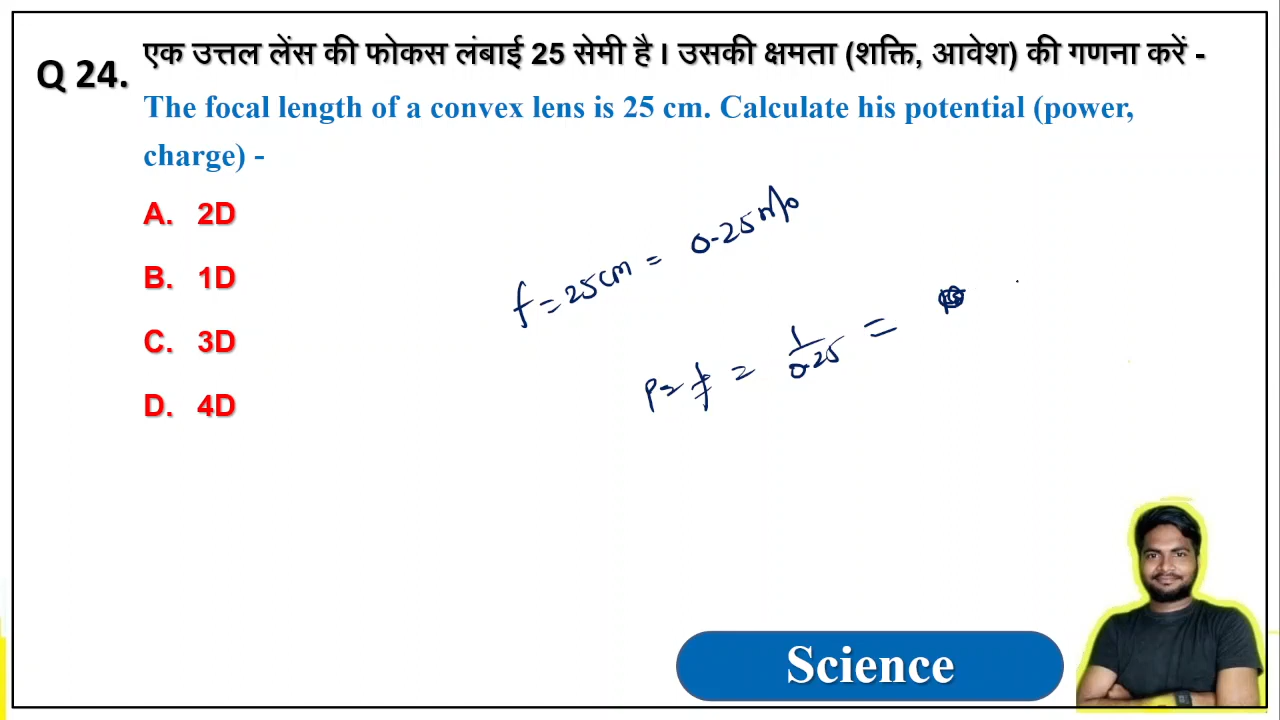 Q 24.
एक उत्तल लेंस की फोकस लंबाई 25 सेमी है I उसकी क्षमता (शक्ति, आवेश) की गणना करें -
The focal length of a convex lens is 25 cm. Calculate his potential (power,
charge) -
A. 2D
B. 1D
C. 3D
D. 4D
f = 25cm = 0.25
P = 1/f = 1/0.25 =
Science